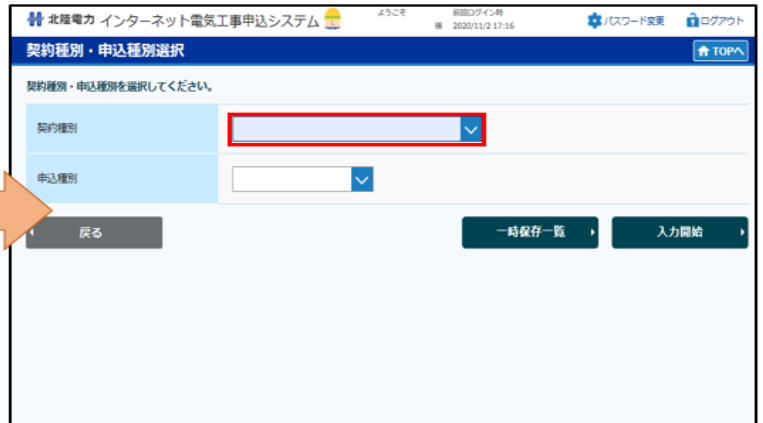 北陸電力 インターネット電気工事申込システム
ようこそ
様
前回ログイン時
2020/11/2 17:16
パスワード変更
ログアウト
契約種別・申込種別選択
TOPへ
契約種別・申込種別を選択してください。
契約種別
申込種別
戻る
一時保存一覧
入力開始